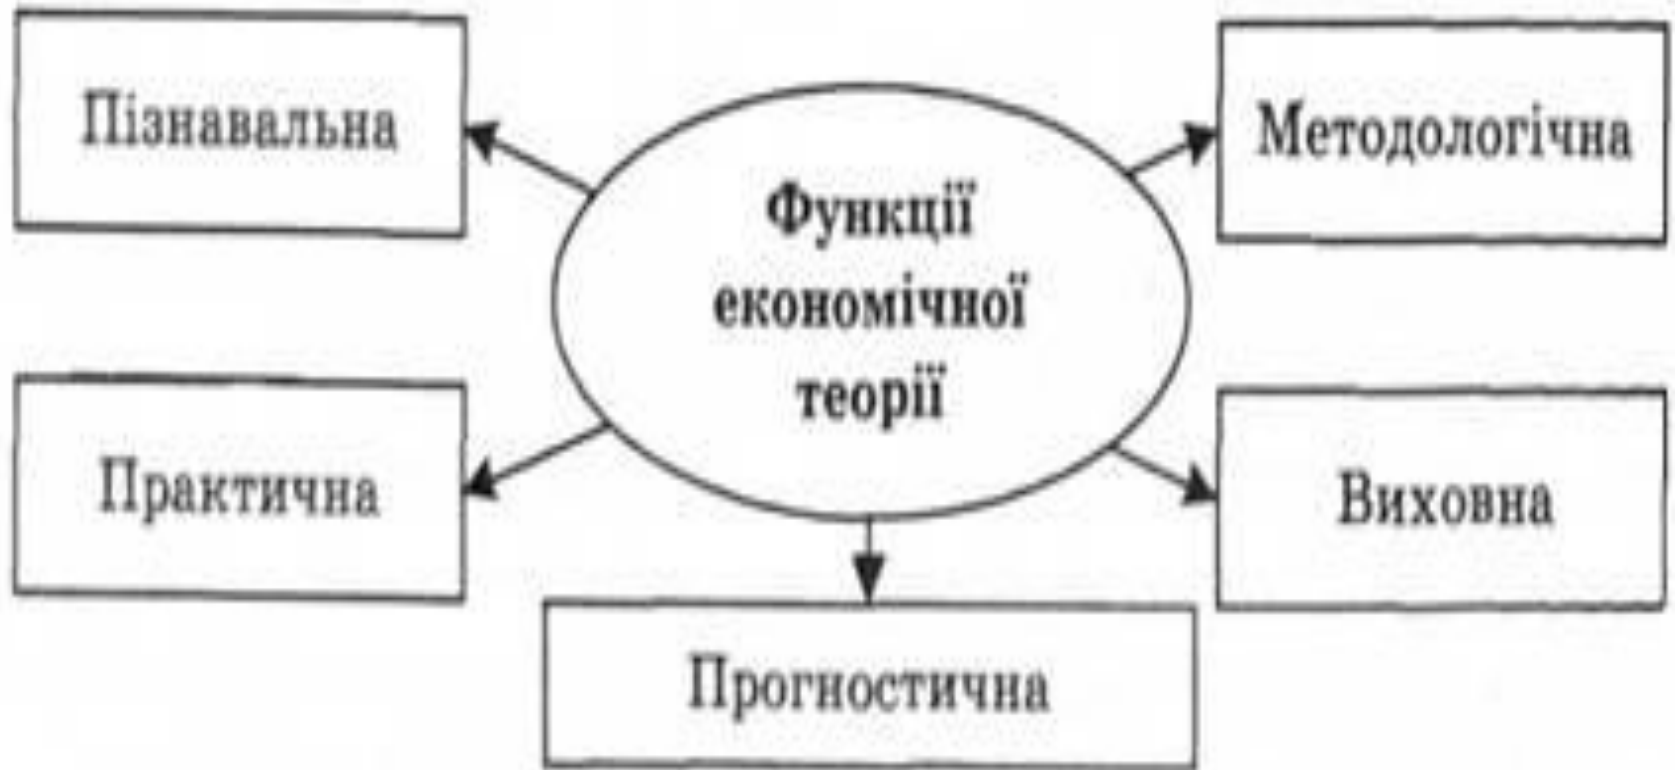 Пізнавальна
Методологічна
Функції
економічної
теорії
Практична
Виховна
Прогностична